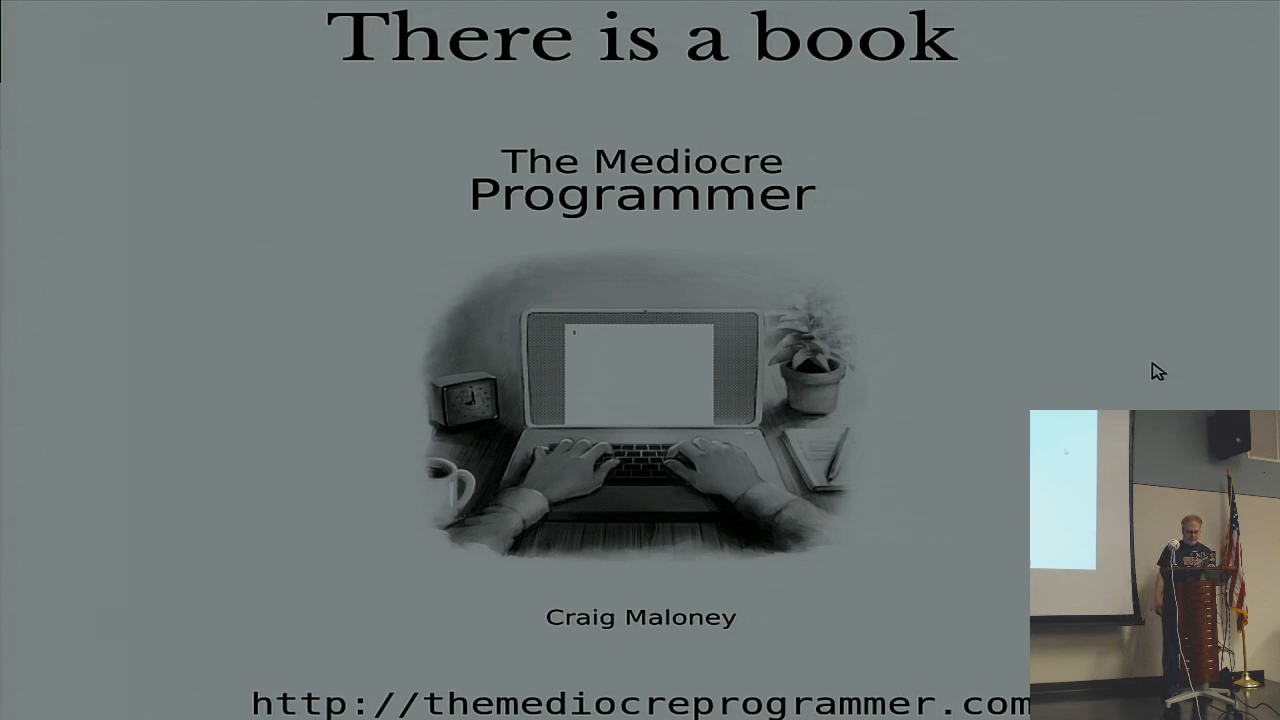 There is a book
The Mediocre
Programmer
Craig Maloney
http://themediocreprogrammer.com